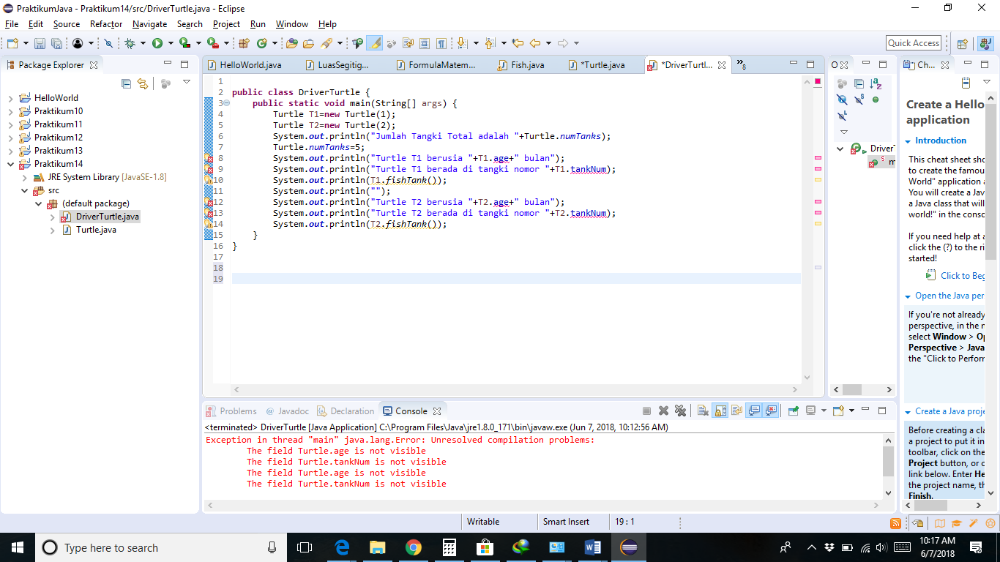 PraktikumJava - Praktikum14/src/DriverTurtle.java - Eclipse
File Edit Source Refactor Navigate Search Project Run Window Help
Quick Access
Package Explorer
HelloWorld
Praktikum10
Praktikum11
Praktikum12
Praktikum13
Praktikum14
JRE System Library [JavaSE-1.8]
src
(default package)
DriverTurtle.java
Turtle.java
HelloWorld.java LuasSegitig... FormulaMatem... Fish.java *Turtle.java *DriverTurtl... »8
1
2 public class DriverTurtle {
3 public static void main(String[] args) {
4 Turtle T1=new Turtle(1);
5 Turtle T2=new Turtle(2);
6 System.out.println("Jumlah Tangki Total adalah "+Turtle.numTanks);
7 Turtle.numTanks=5;
8 System.out.println("Turtle T1 berusia "+T1.age+" bulan");
9 System.out.println("Turtle T1 berada di tangki nomor "+T1.tankNum);
10 System.out.println(T1.fishTank());
11 System.out.println("");
12 System.out.println("Turtle T2 berusia "+T2.age+" bulan");
13 System.out.println("Turtle T2 berada di tangki nomor "+T2.tankNum);
14 System.out.println(T2.fishTank());
15 }
16 }
17
18
19
O
DriverT
m
Ch...
Create a Hello
application
Introduction
This cheat sheet sho
to create the famou
World" application a
You will create a Jav
a Java class that will
world!" in the conso
If you need help at a
click the (?) to the ri
started!
Click to Beg
Open the Java per
If you're not already
perspective, in the m
select Window > Op
Perspective > Java
the "Click to Perforr
Create a Java proje
Before creating a cla
a project to put it in
toolbar, click on the
Project button, or c
link below. Enter He
the project name, th
Finish.
Problems @ Javadoc Declaration Console
<terminated> DriverTurtle [Java Application] C:\Program Files\Java\jre1.8.0_171\bin\javaw.exe (Jun 7, 2018, 10:12:56 AM)
Exception in thread "main" java.lang.Error: Unresolved compilation problems:
The field Turtle.age is not visible
The field Turtle.tankNum is not visible
The field Turtle.age is not visible
The field Turtle.tankNum is not visible
Writable Smart Insert 19 : 1
Type here to search
10:17 AM
6/7/2018